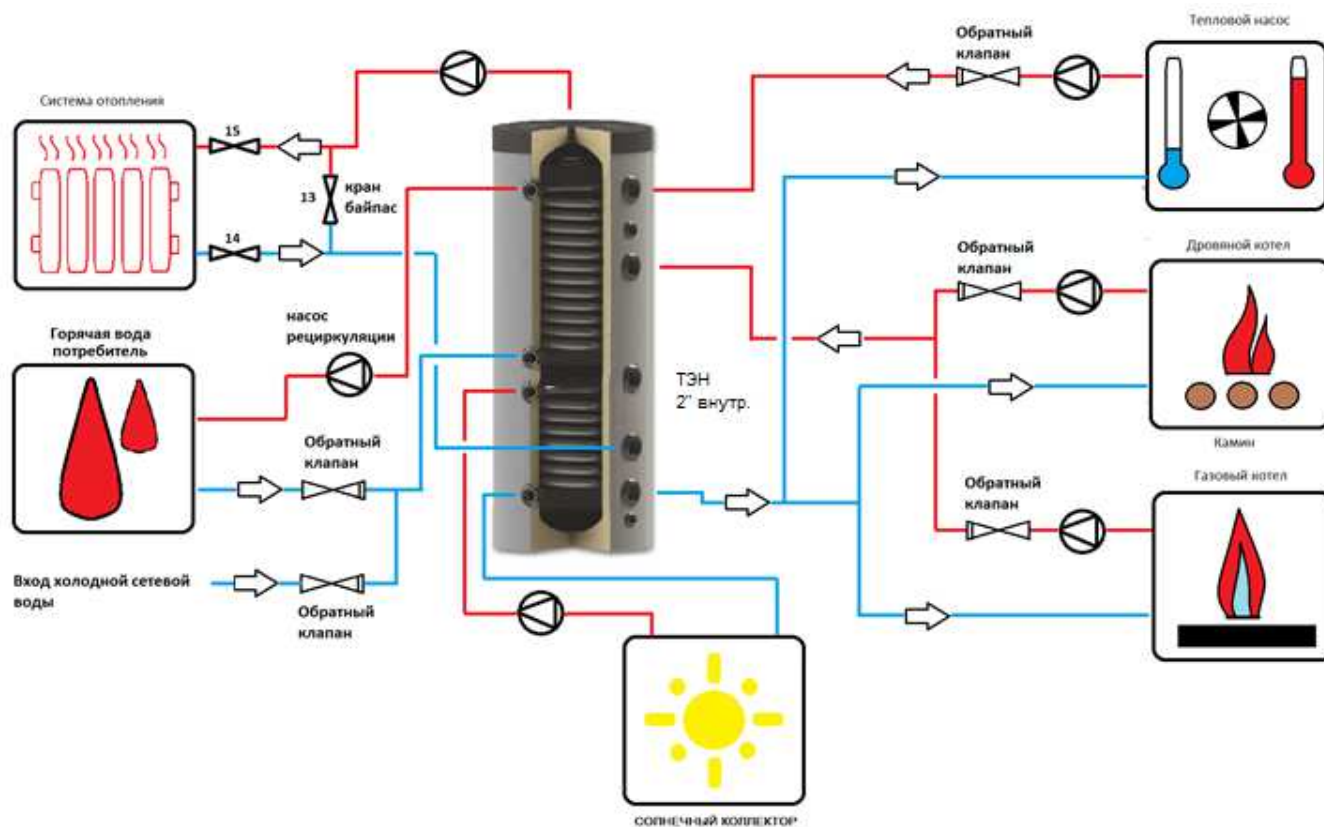 Система отопления
15
13
кран
байпас
14
Горячая вода
потребитель
насос
рециркуляции
Обратный
клапан
Вход холодной сетевой
воды
Обратный
клапан
ТЭН
2" внутр.
СОЛНЕЧНЫЙ КОЛЛЕКТОР
Тепловой насос
Обратный
клапан
Дровяной котел
Обратный
клапан
Камин
Газовый котел
Обратный
клапан